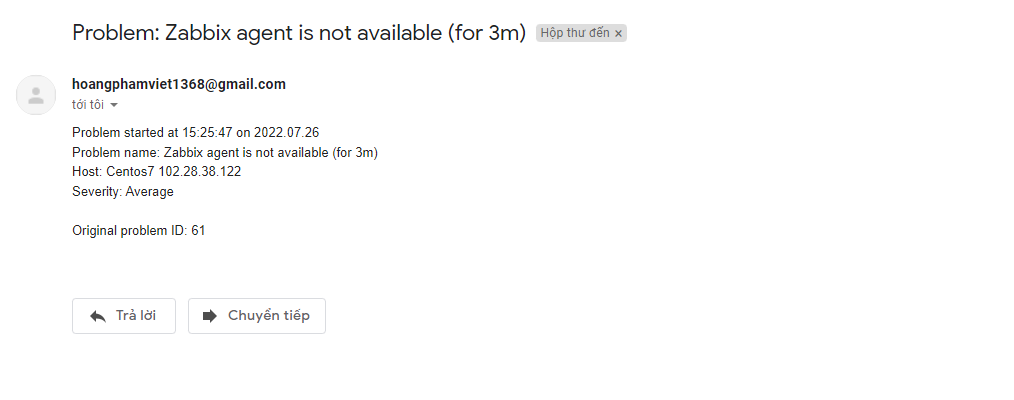 Problem: Zabbix agent is not available (for 3m) Hộp thư đến ×
hoangphamviet1368@gmail.com
tới tôi
Problem started at 15:25:47 on 2022.07.26
Problem name: Zabbix agent is not available (for 3m)
Host: Centos7 102.28.38.122
Severity: Average
Original problem ID: 61
Trả lời
Chuyển tiếp